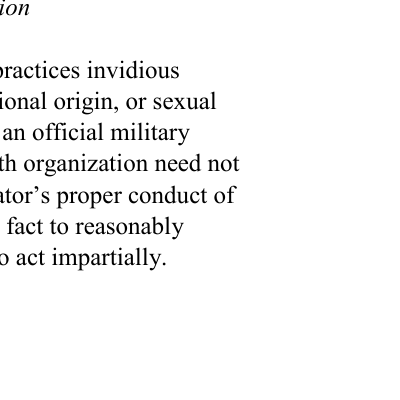 ion
practices invidious
ional origin, or sexual
an official military
th organization need not
ator’s proper conduct of
fact to reasonably
o act impartially.